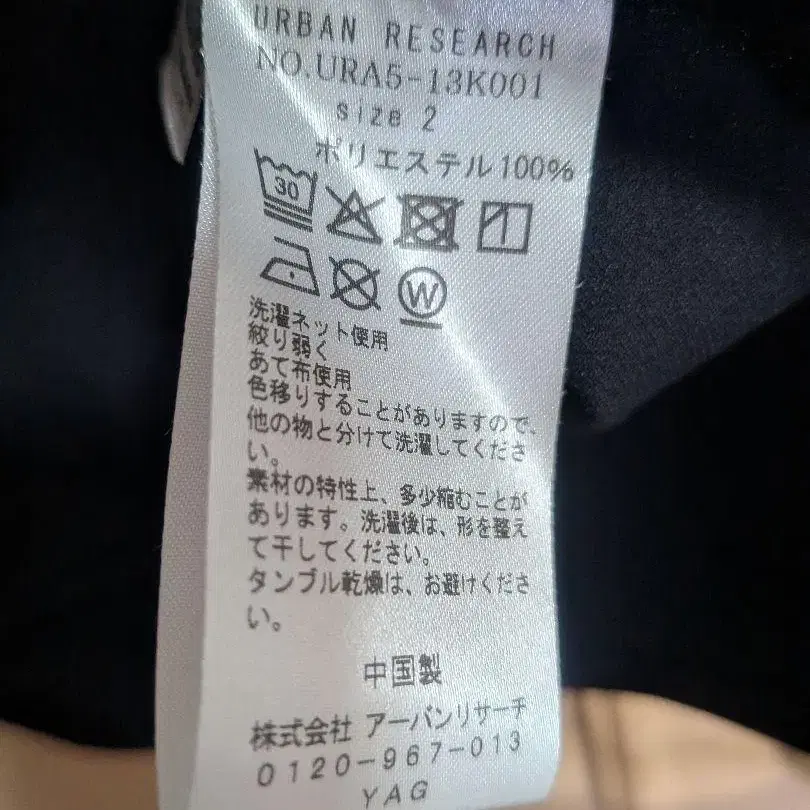 URBAN RESEARCH
NO.URA5-13K001
size 2
ポリエステル100%
30
W
洗濯ネット使用
絞り弱く
あて布使用
色移りすることがありますので、
他の物と分けて洗濯してくださ
い。
素材の特性上、多少縮むことが
あります。洗濯後は、形を整え
て干してください。
タンブル乾燥は、お避けくださ
い。
中国製
株式会社 アーバンリサーチ
0120-967-013
YAG